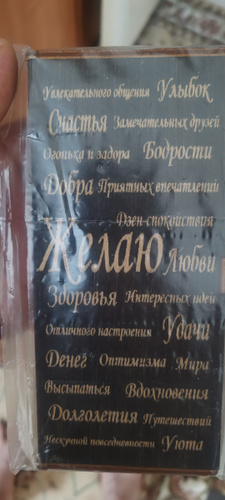 Увлекательного общения Улыбок
Счастья Замечательных друзей
Огонька и задора Бодрости
Добра Приятных впечатлений
Дзен-спокойствия
Желаю Любви
Здоровья Интересных идей
Отличного настроения Удачи
Денег Оптимизма Мира
Высыпаться Вдохновения
Долголетия Путешествий
Нескучной повседневности Уюта